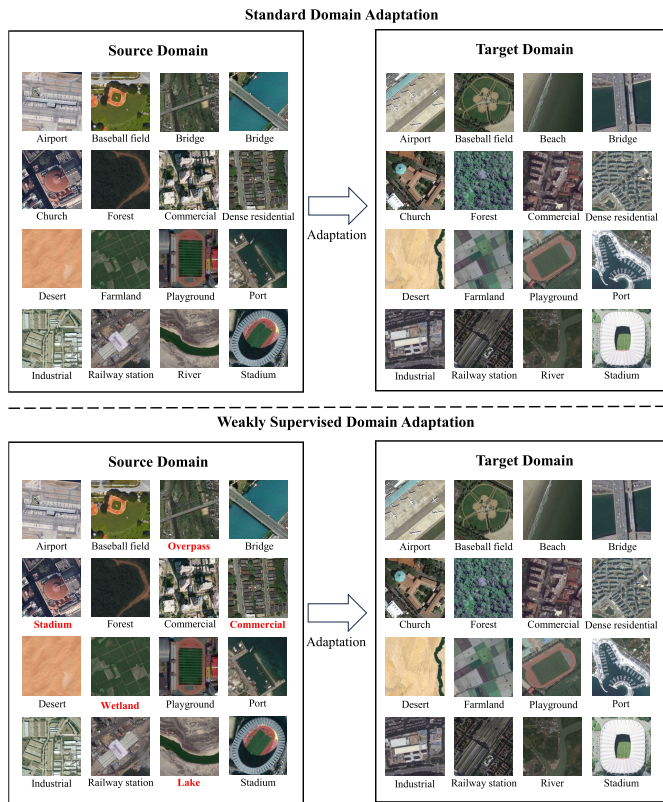 Standard Domain Adaptation
Source Domain
Airport Baseball field Bridge Bridge
Church Forest Commercial Dense residential
Desert Farmland Playground Port
Industrial Railway station River Stadium
Adaptation
Target Domain
Airport Baseball field Beach Bridge
Church Forest Commercial Dense residential
Desert Farmland Playground Port
Industrial Railway station River Stadium
Weakly Supervised Domain Adaptation
Source Domain
Airport Baseball field Overpass Bridge
Stadium Forest Commercial Commercial
Desert Wetland Playground Port
Industrial Railway station Lake Stadium
Adaptation
Target Domain
Airport Baseball field Beach Bridge
Church Forest Commercial Dense residential
Desert Farmland Playground Port
Industrial Railway station River Stadium